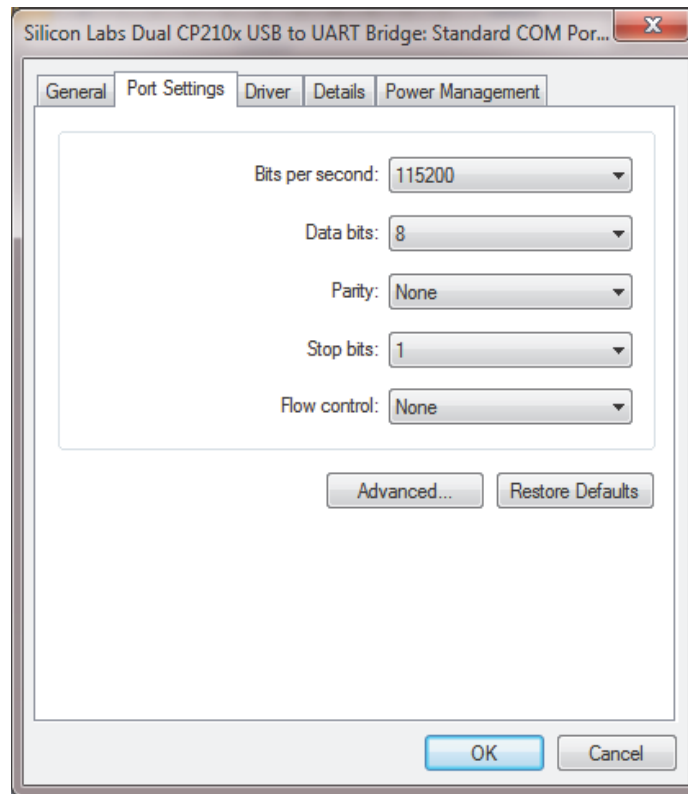 Silicon Labs Dual CP210x USB to UART Bridge: Standard COM Por...
General Port Settings Driver Details Power Management
Bits per second: 115200
Data bits: 8
Parity: None
Stop bits: 1
Flow control: None
Advanced... Restore Defaults
OK Cancel